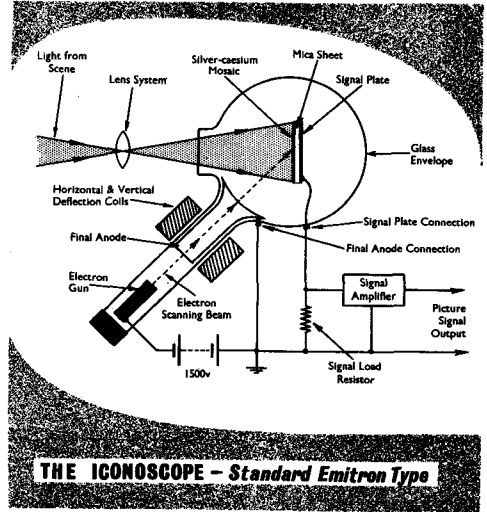 Light from
Scene
Lens System
Silver-caesium
Mosaic
Mica Sheet
Signal Plate
Glass
Envelope
Horizontal & Vertical
Deflection Coils
Final Anode
Signal Plate Connection
Final Anode Connection
Electron
Gun
Electron
Scanning Beam
Signal
Amplifier
Picture
Signal
Output
1500v
Signal Load
Resistor
THE ICONOSCOPE – Standard Emitron Type